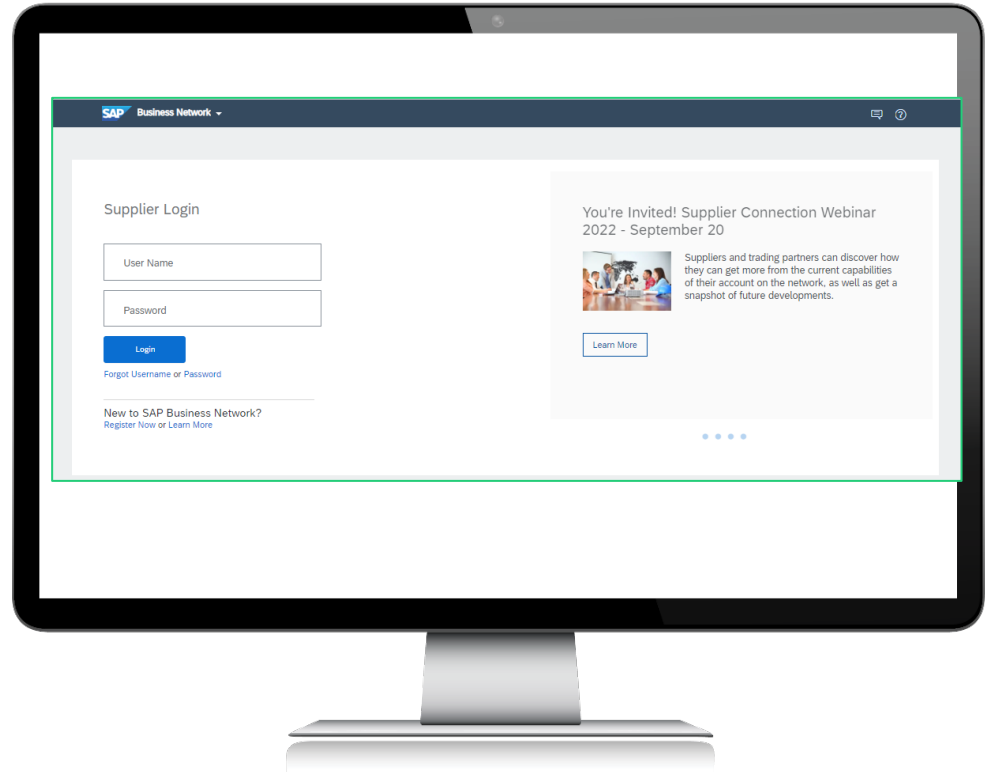 SAP Business Network
Supplier Login
User Name
Password
Login
Forgot Username or Password
New to SAP Business Network?
Register Now or Learn More
You're Invited! Supplier Connection Webinar
2022 - September 20
Suppliers and trading partners can discover how
they can get more from the current capabilities
of their account on the network, as well as get a
snapshot of future developments.
Learn More